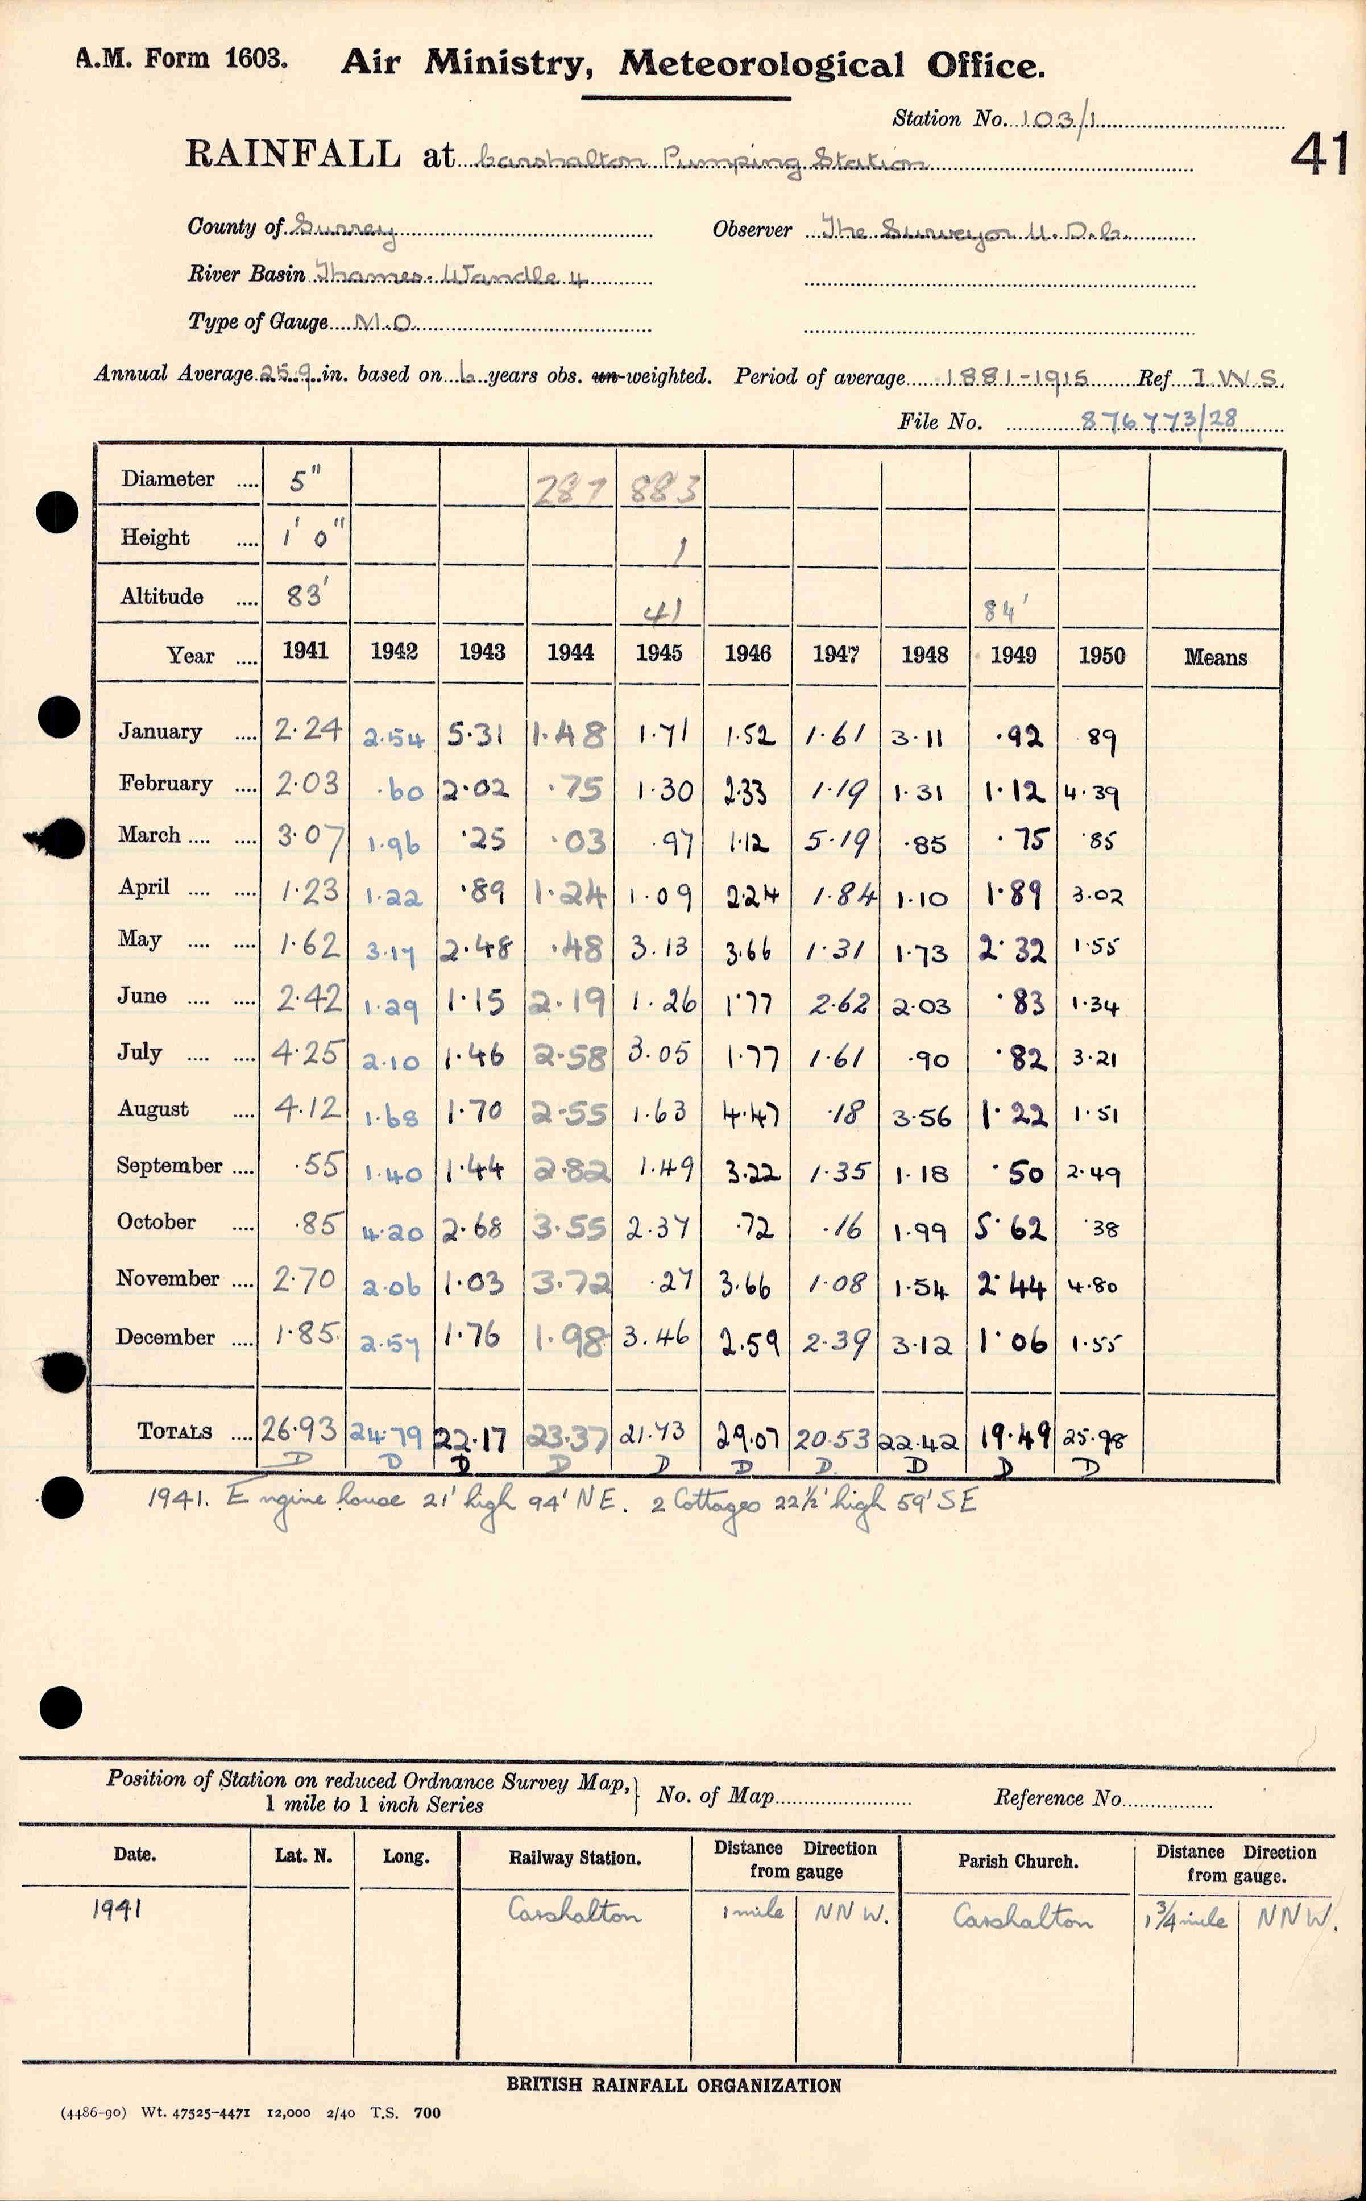 A.M. Form 1603. Air Ministry, Meteorological Office.
Station No. 103/1
41
RAINFALL at Carshalton Pumping Station
County of Surrey Observer The Surveyor U.D.C.
River Basin Thames. Wandle 4
Type of Gauge M.O.
Annual Average 25.9 in. based on 6 years obs. un-weighted. Period of average 1881-1915 Ref I.W.S.
File No. 876773/28
Diameter .... 5" 287 883
Height .... 1' 0" 1
Altitude .... 83' 41 84'
Year .... 1941 1942 1943 1944 1945 1946 1947 1948 1949 1950 Means
January .... 2.24 2.54 5.31 1.48 1.71 1.52 1.61 3.11 .92 .89
February .... 2.03 .60 2.02 .75 1.30 2.33 1.19 1.31 1.12 4.39
March .... .... 3.07 1.96 .25 .03 .97 1.12 5.19 .85 .75 .85
April .... .... 1.23 1.22 .89 1.24 1.09 2.24 1.84 1.10 1.89 3.02
May .... .... 1.62 3.17 2.48 .48 3.13 3.66 1.31 1.73 2.32 1.55
June .... .... 2.42 1.29 1.15 2.19 1.26 1.77 2.62 2.03 .83 1.34
July .... .... 4.25 2.10 1.46 2.58 3.05 1.77 1.61 .90 .82 3.21
August .... 4.12 1.68 1.70 2.55 1.63 4.47 .18 3.56 1.22 1.51
September .... .55 1.40 1.44 2.82 1.49 3.22 1.35 1.18 .50 2.49
October .... .85 4.20 2.68 3.55 2.37 .72 .16 1.99 5.62 .38
November .... 2.70 2.06 1.03 3.72 .27 3.66 1.08 1.54 2.44 4.80
December .... 1.85 2.57 1.76 1.98 3.46 2.59 2.39 3.12 1.06 1.55
TOTALS .... 26.93 24.79 22.17 23.37 21.73 29.07 20.53 22.42 19.49 25.98
D D D D D D D D D D
1941. Engine house 21' high 94' NE. 2 Cottages 22½' high 59' SE
Position of Station on reduced Ordnance Survey Map, 1 mile to 1 inch Series } No. of Map Reference No.
Date. Lat. N. Long. Railway Station. Distance Direction from gauge Parish Church. Distance Direction from gauge.
1941 Carshalton 1 mile NNW. Carshalton 1¾ mile NNW.
BRITISH RAINFALL ORGANIZATION
(4486-90) Wt. 47525-4471 12,000 2/40 T.S. 700